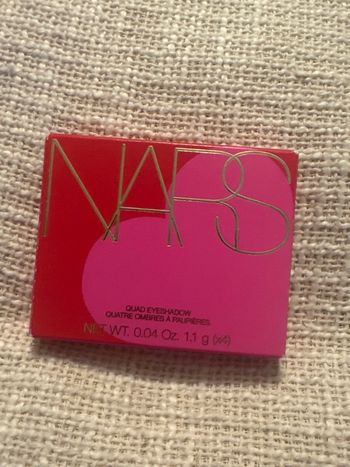 NARS
QUAD EYESHADOW
QUATRE OMBRES À PAUPIÈRES
NET WT. 0.04 Oz. 1.1 g (x4)